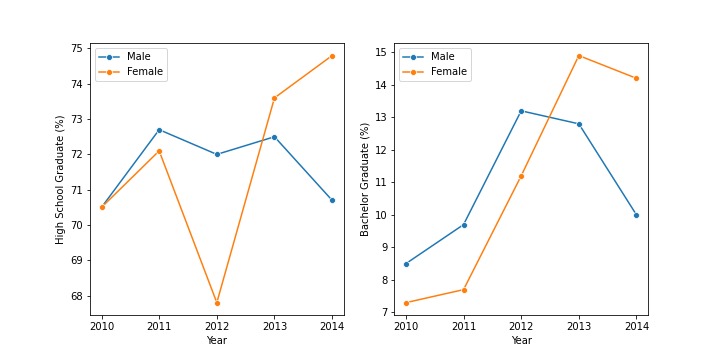 Male
Female
75
74
73
72
71
70
69
68
High School Graduate (%)
2010 2011 2012 2013 2014
Year
Male
Female
15
14
13
12
11
10
9
8
7
Bachelor Graduate (%)
2010 2011 2012 2013 2014
Year